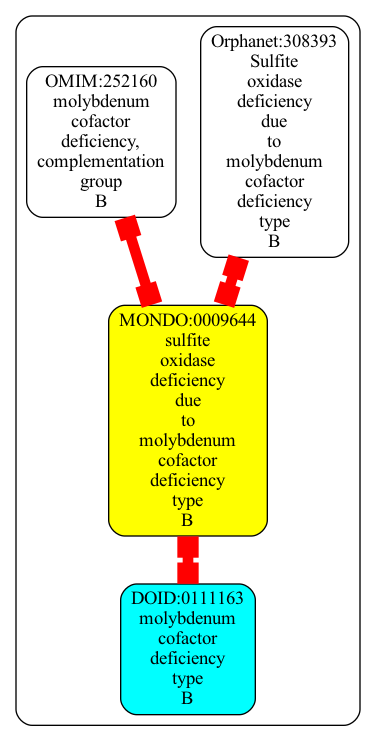 OMIM:252160
molybdenum
cofactor
deficiency,
complementation
group
B
Orphanet:308393
Sulfite
oxidase
deficiency
due
to
molybdenum
cofactor
deficiency
type
B
MONDO:0009644
sulfite
oxidase
deficiency
due
to
molybdenum
cofactor
deficiency
type
B
DOID:0111163
molybdenum
cofactor
deficiency
type
B